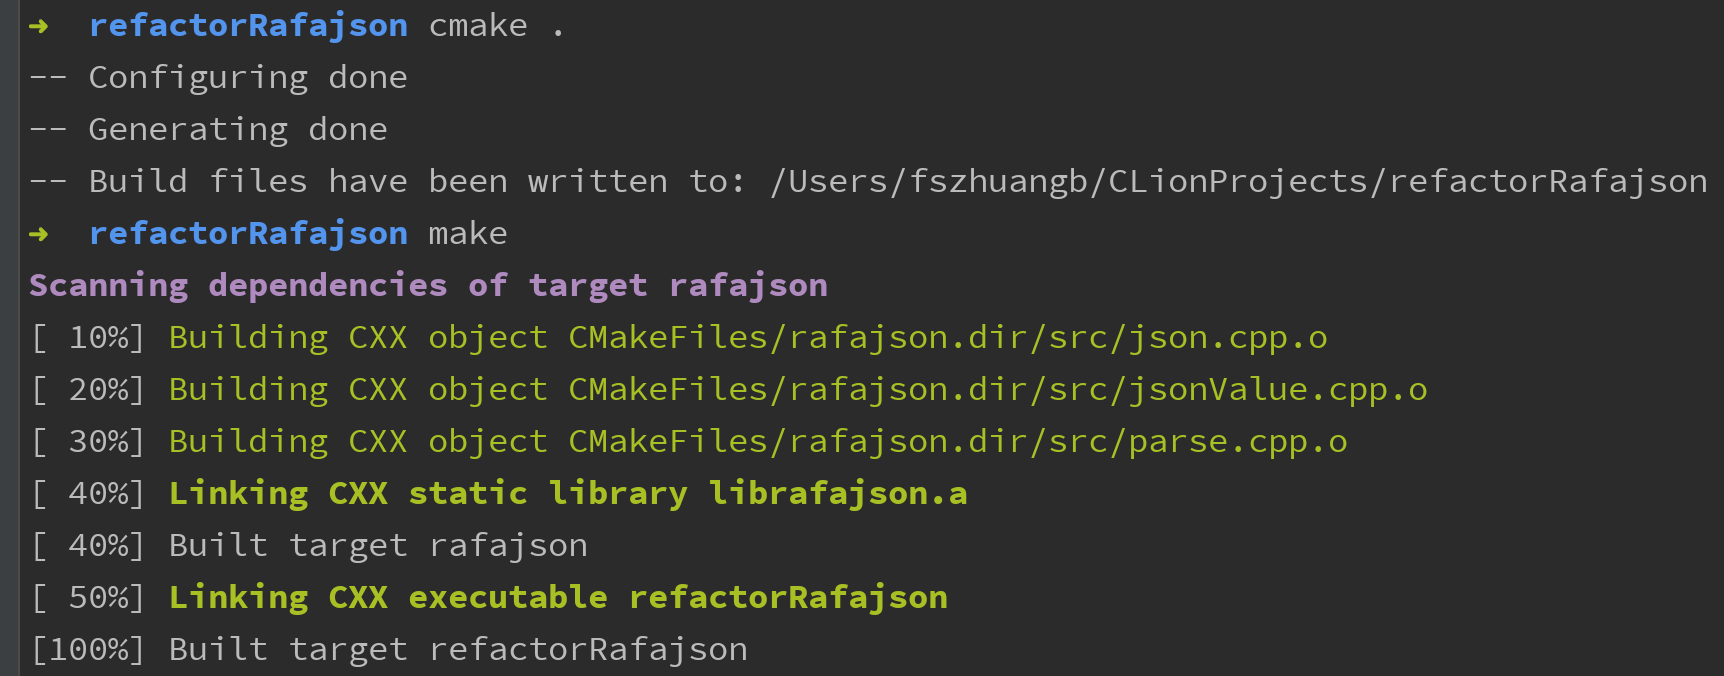 ➜  refactorRafajson cmake .
-- Configuring done
-- Generating done
-- Build files have been written to: /Users/fszhuangb/CLionProjects/refactorRafajson
➜  refactorRafajson make
Scanning dependencies of target rafajson
[ 10%] Building CXX object CMakeFiles/rafajson.dir/src/json.cpp.o
[ 20%] Building CXX object CMakeFiles/rafajson.dir/src/jsonValue.cpp.o
[ 30%] Building CXX object CMakeFiles/rafajson.dir/src/parse.cpp.o
[ 40%] Linking CXX static library librafajson.a
[ 40%] Built target rafajson
[ 50%] Linking CXX executable refactorRafajson
[100%] Built target refactorRafajson